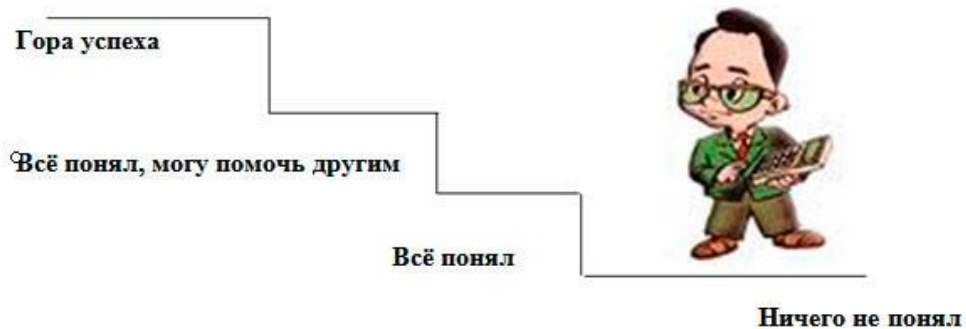 Гора успеха
Всё понял, могу помочь другим
Всё понял
Ничего не понял